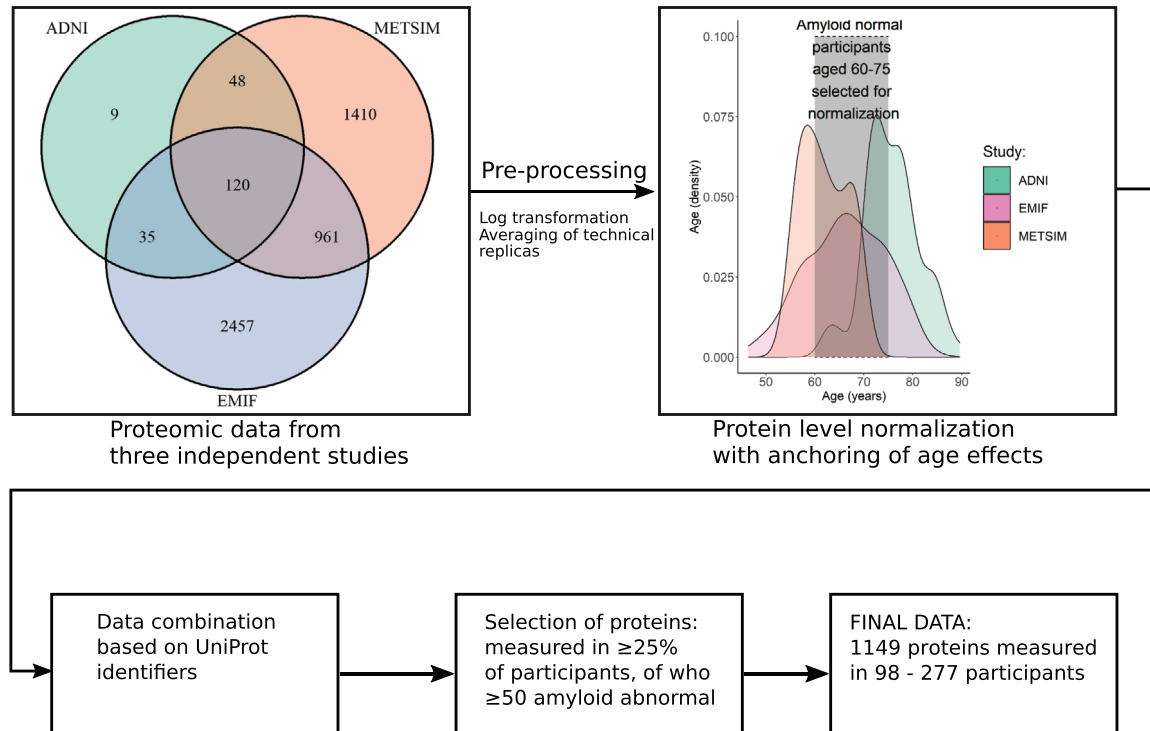 ADNI
METSIM
48
9
1410
120
35
961
2457
EMIF
Proteomic data from
three independent studies
Pre-processing
Log transformation
Averaging of technical
replicas
Amyloid normal
participants
aged 60-75
selected for
normalization
0.100
0.075
0.050
0.025
0.000
Age (density)
50 60 70 80 90
Age (years)
Study:
ADNI
EMIF
METSIM
Protein level normalization
with anchoring of age effects
Data combination
based on UniProt
identifiers
Selection of proteins:
measured in ≥25%
of participants, of who
≥50 amyloid abnormal
FINAL DATA:
1149 proteins measured
in 98 - 277 participants